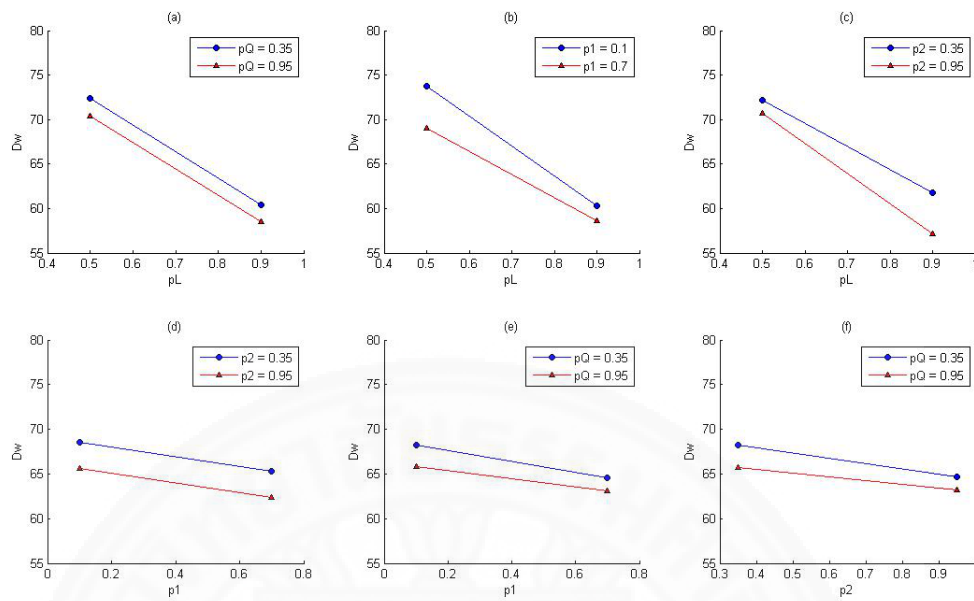 (a)
80
75
70
65
60
55
Dw
0.4 0.5 0.6 0.7 0.8 0.9 1
pL
pQ = 0.35
pQ = 0.95
(b)
80
75
70
65
60
55
Dw
0.4 0.5 0.6 0.7 0.8 0.9 1
pL
p1 = 0.1
p1 = 0.7
(c)
80
75
70
65
60
55
Dw
0.4 0.5 0.6 0.7 0.8 0.9 1
pL
p2 = 0.35
p2 = 0.95
(d)
80
75
70
65
60
55
Dw
0 0.2 0.4 0.6 0.8
p1
p2 = 0.35
p2 = 0.95
(e)
80
75
70
65
60
55
Dw
0 0.2 0.4 0.6 0.8
p1
pQ = 0.35
pQ = 0.95
(f)
80
75
70
65
60
55
Dw
0.3 0.4 0.5 0.6 0.7 0.8 0.9
p2
pQ = 0.35
pQ = 0.95